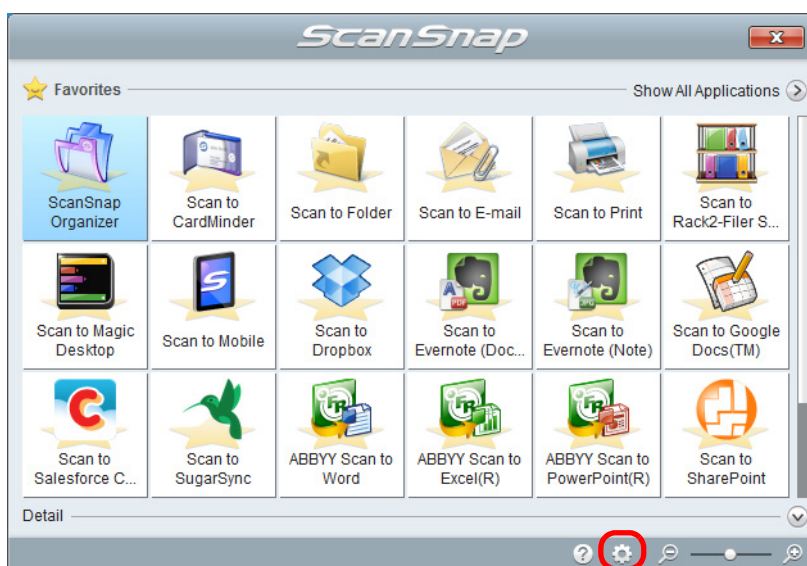 ScanSnap
Favorites
Show All Applications
ScanSnap
Organizer
Scan to
CardMinder
Scan to Folder
Scan to E-mail
Scan to Print
Scan to
Rack2-Filer S...
Scan to Magic
Desktop
Scan to Mobile
Scan to
Dropbox
Scan to
Evernote (Doc...
Scan to
Evernote (Note)
Scan to Google
Docs(TM)
Scan to
Salesforce C...
Scan to
SugarSync
ABBYY Scan to
Word
ABBYY Scan to
Excel(R)
ABBYY Scan to
PowerPoint(R)
Scan to
SharePoint
Detail